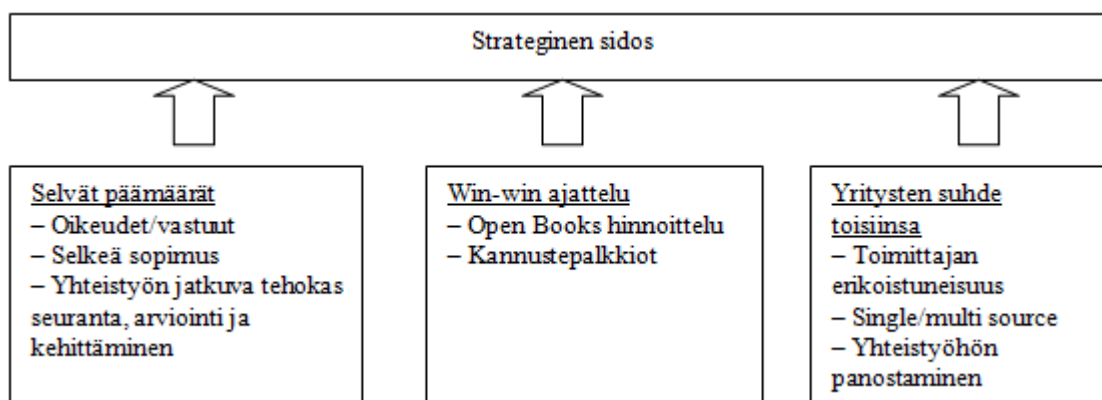 Strateginen sidos
Selvät päämäärät
– Oikeudet/vastuut
– Selkeä sopimus
– Yhteistyön jatkuva tehokas
seuranta, arviointi ja
kehittäminen
Win-win ajattelu
– Open Books hinnoittelu
– Kannustepalkkiot
Yritysten suhde
toisiinsa
– Toimittajan
erikoistuneisuus
– Single/multi source
– Yhteistyöhön
panostaminen